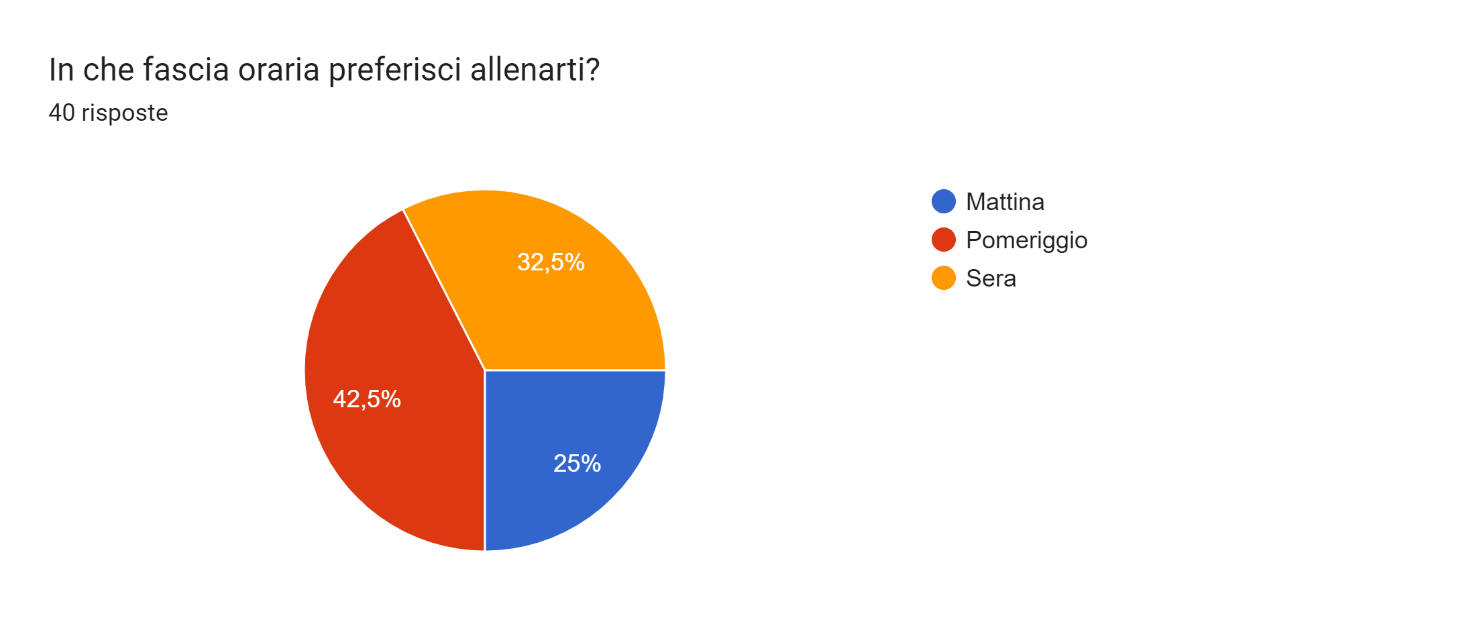 In che fascia oraria preferisci allenarti?
40 risposte
32,5%
42,5%
25%
Mattina
Pomeriggio
Sera